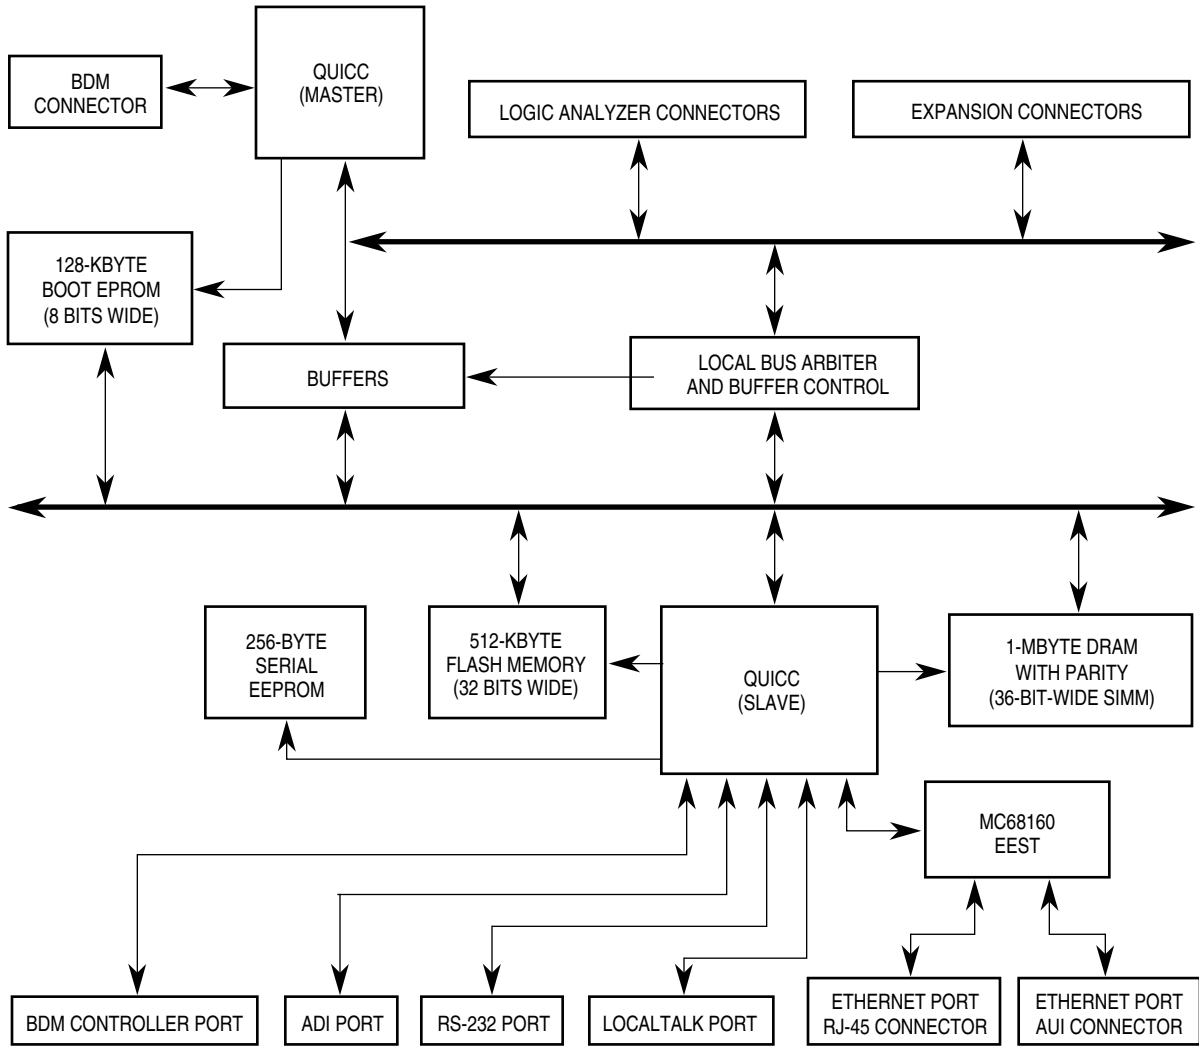 BDM
CONNECTOR
QUICC
(MASTER)
LOGIC ANALYZER CONNECTORS
EXPANSION CONNECTORS
128-KBYTE
BOOT EPROM
(8 BITS WIDE)
BUFFERS
LOCAL BUS ARBITER
AND BUFFER CONTROL
256-BYTE
SERIAL
EEPROM
512-KBYTE
FLASH MEMORY
(32 BITS WIDE)
QUICC
(SLAVE)
1-MBYTE DRAM
WITH PARITY
(36-BIT-WIDE SIMM)
MC68160
EEST
BDM CONTROLLER PORT
ADI PORT
RS-232 PORT
LOCALTALK PORT
ETHERNET PORT
RJ-45 CONNECTOR
ETHERNET PORT
AUI CONNECTOR